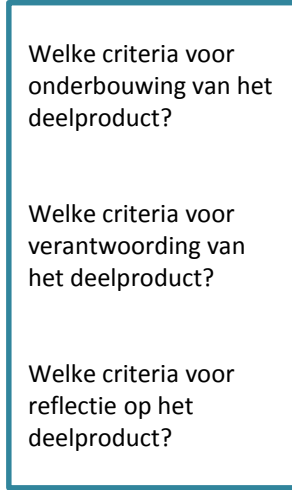 Welke criteria voor
onderbouwing van het
deelproduct?
Welke criteria voor
verantwoording van
het deelproduct?
Welke criteria voor
reflectie op het
deelproduct?